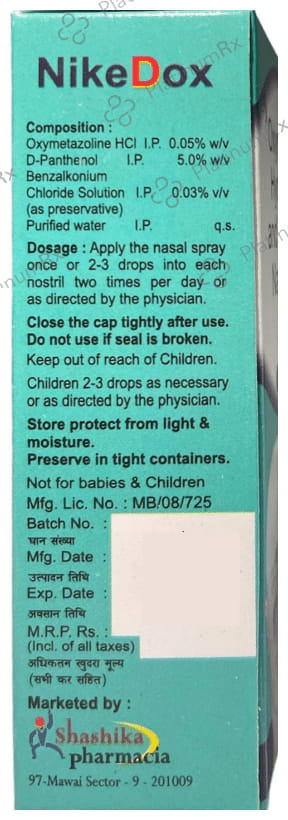 NikeDox
Composition :
Oxymetazoline HCl I.P. 0.05% w/v
D-Panthenol I.P. 5.0% w/v
Benzalkonium
Chloride Solution I.P. 0.03% v/v
(as preservative)
Purified water I.P. q.s.
Dosage : Apply the nasal spray
once or 2-3 drops into each
nostril two times per day or
as directed by the physician.
Close the cap tightly after use.
Do not use if seal is broken.
Keep out of reach of Children.
Children 2-3 drops as necessary
or as directed by the physician.
Store protect from light &
moisture.
Preserve in tight containers.
Not for babies & Children
Mfg. Lic. No. : MB/08/725
Batch No. :
घान संख्या
Mfg. Date :
उत्पादन तिथि
Exp. Date :
अवसान तिथि
M.R.P. Rs. :
(Incl. of all taxes)
अधिकतम खुदरा मूल्य
(सभी कर सहित)
Marketed by :
Shashika
pharmacia
97-Mawai Sector - 9 - 201009
PlatinumRx